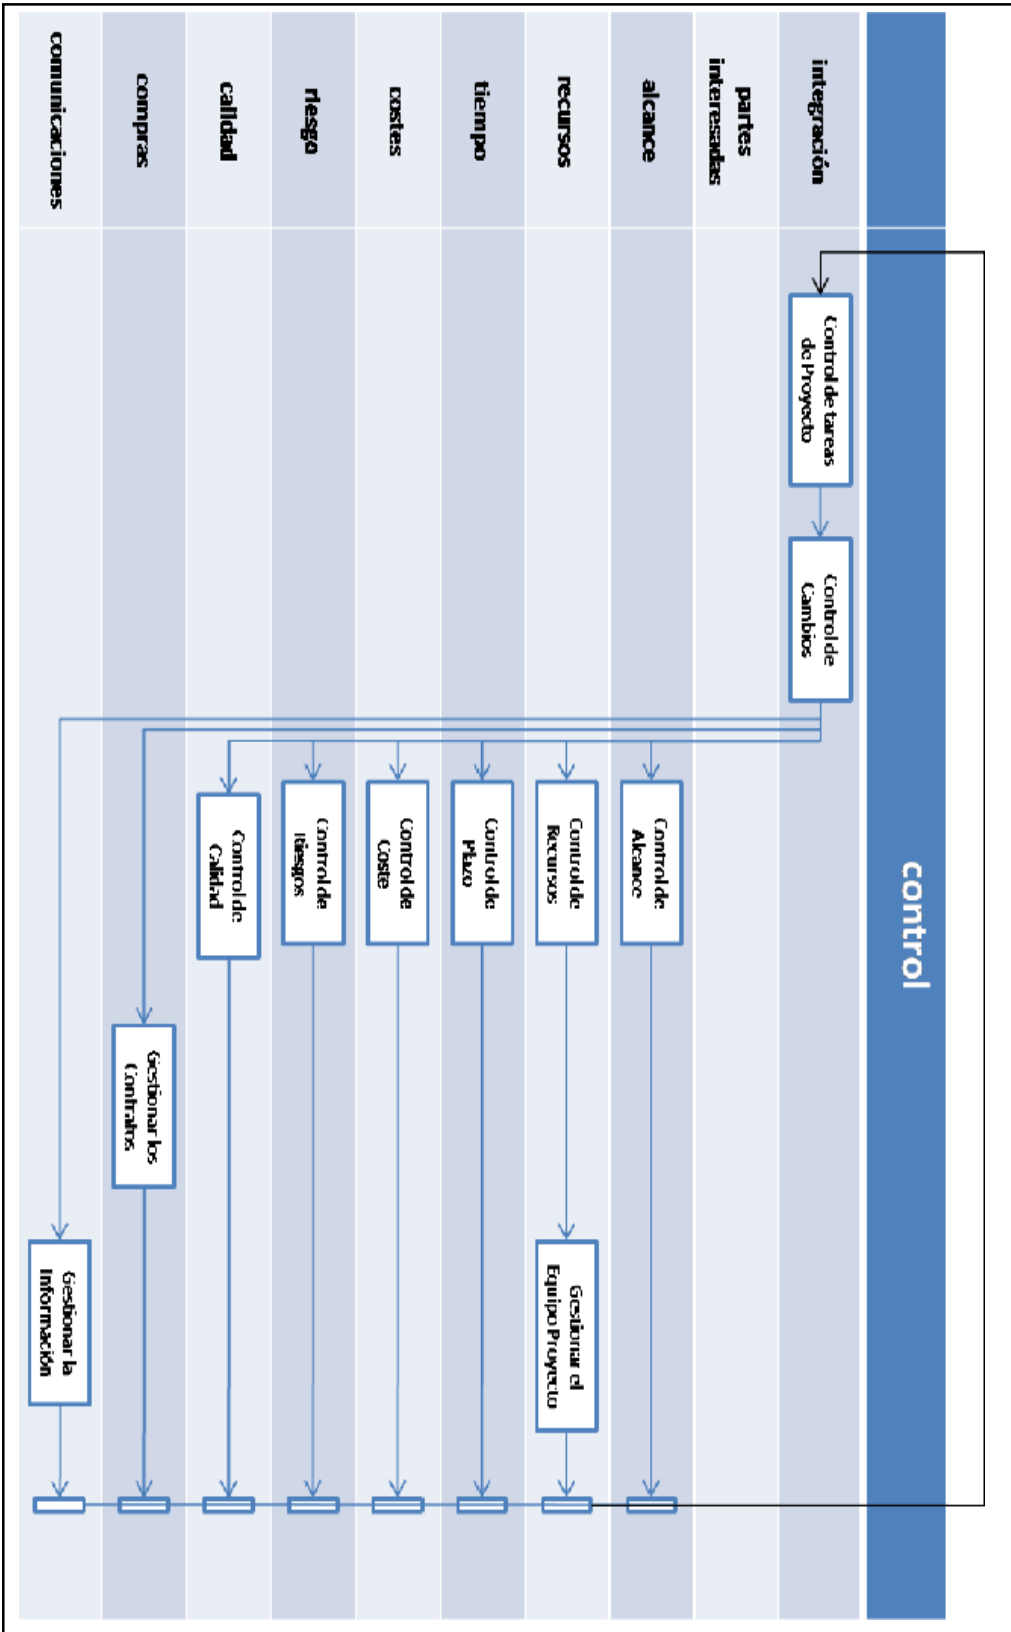 control
integración
partes
interesadas
alcance
recursos
tiempo
costes
riesgo
calidad
compras
comunicaciones
Control de tareas
de Proyecto
Control de
Cambios
Control de
Alcance
Control de
Recursos
Control de
Plazo
Control de
Coste
Control de
Riesgos
Control de
Calidad
Gestionar los
Contratos
Gestionar el
Equipo Proyecto
Gestionar la
Información